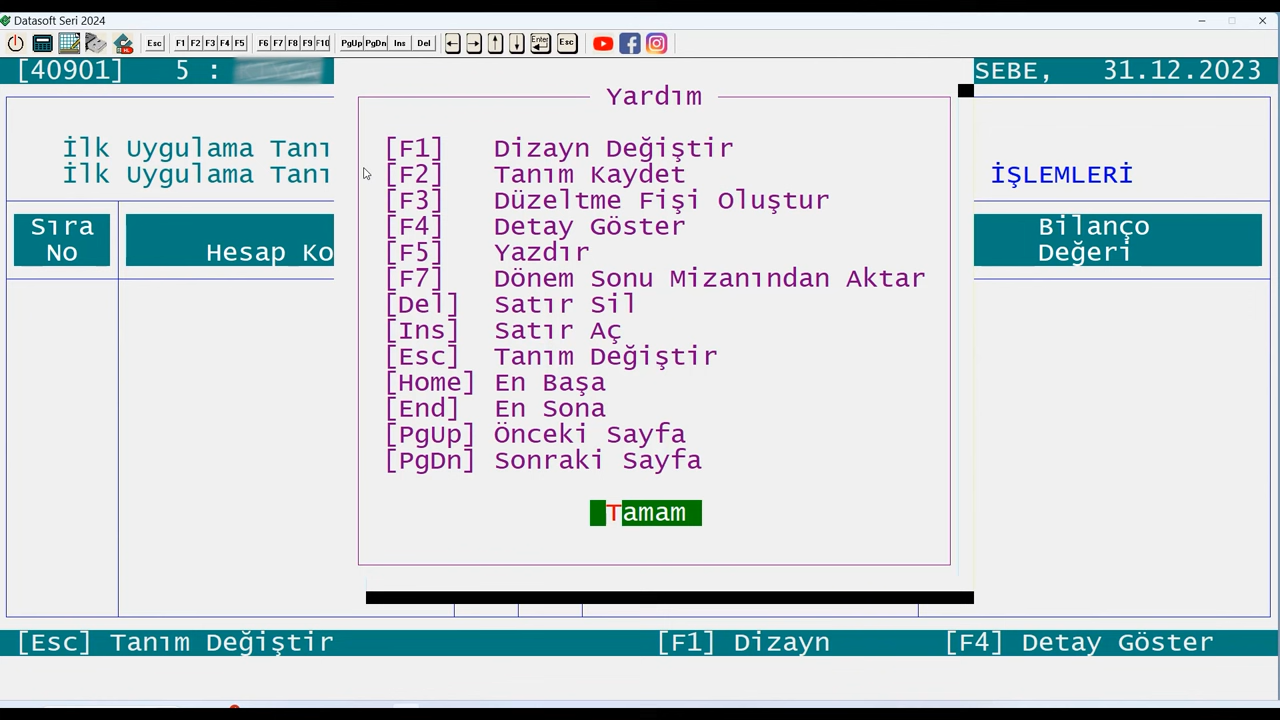 Datasoft Seri 2024
Esc F1 F2 F3 F4 F5 F6 F7 F8 F9 F10 PgUp PgDn Ins Del Enter Esc
[40901] 5 : SEBE, 31.12.2023
Yardım
İlk Uygulama Tanı [F1] Dizayn Değiştir
İlk Uygulama Tanı [F2] Tanım Kaydet İŞLEMLERİ
[F3] Düzeltme Fişi Oluştur
Sıra [F4] Detay Göster Bilanço
No Hesap Ko [F5] Yazdır Değeri
[F7] Dönem Sonu Mizanından Aktar
[Del] Satır Sil
[Ins] Satır Aç
[Esc] Tanım Değiştir
[Home] En Başa
[End] En Sona
[PgUp] Önceki Sayfa
[PgDn] Sonraki Sayfa
Tamam
[Esc] Tanım Değiştir [F1] Dizayn [F4] Detay Göster